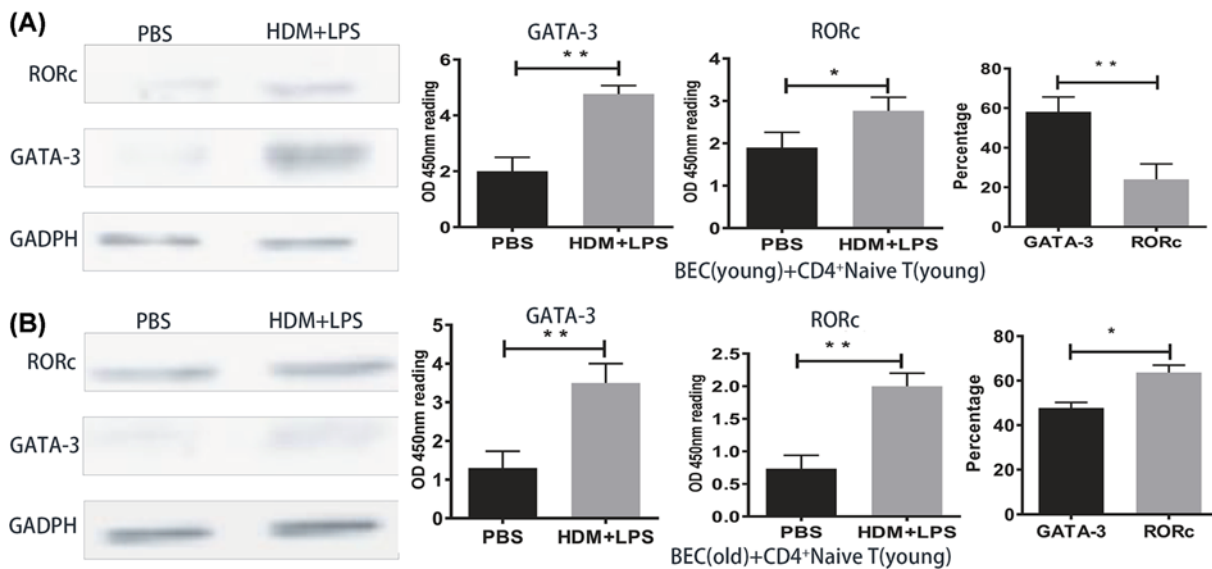 (A)
PBS HDM+LPS
RORc
GATA-3
GADPH
GATA-3
* *
OD 450nm reading
6
4
2
0
PBS HDM+LPS
RORc
*
OD 450nm reading
4
3
2
1
0
PBS HDM+LPS
* *
Percentage
80
60
40
20
0
GATA-3 RORc
BEC(young)+CD4⁺Naive T(young)
(B)
PBS HDM+LPS
RORc
GATA-3
GADPH
GATA-3
* *
OD 450nm reading
5
4
3
2
1
0
PBS HDM+LPS
RORc
* *
OD 450nm reading
2.5
2.0
1.5
1.0
0.5
0.0
PBS HDM+LPS
*
Percentage
80
60
40
20
0
GATA-3 RORc
BEC(old)+CD4⁺Naive T(young)